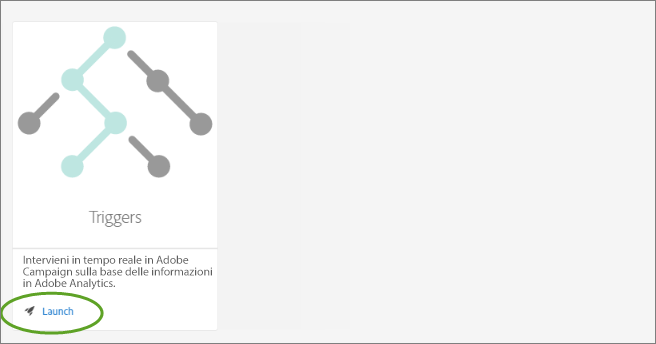 Triggers
Intervieni in tempo reale in Adobe
Campaign sulla base delle informazioni
in Adobe Analytics.
Launch